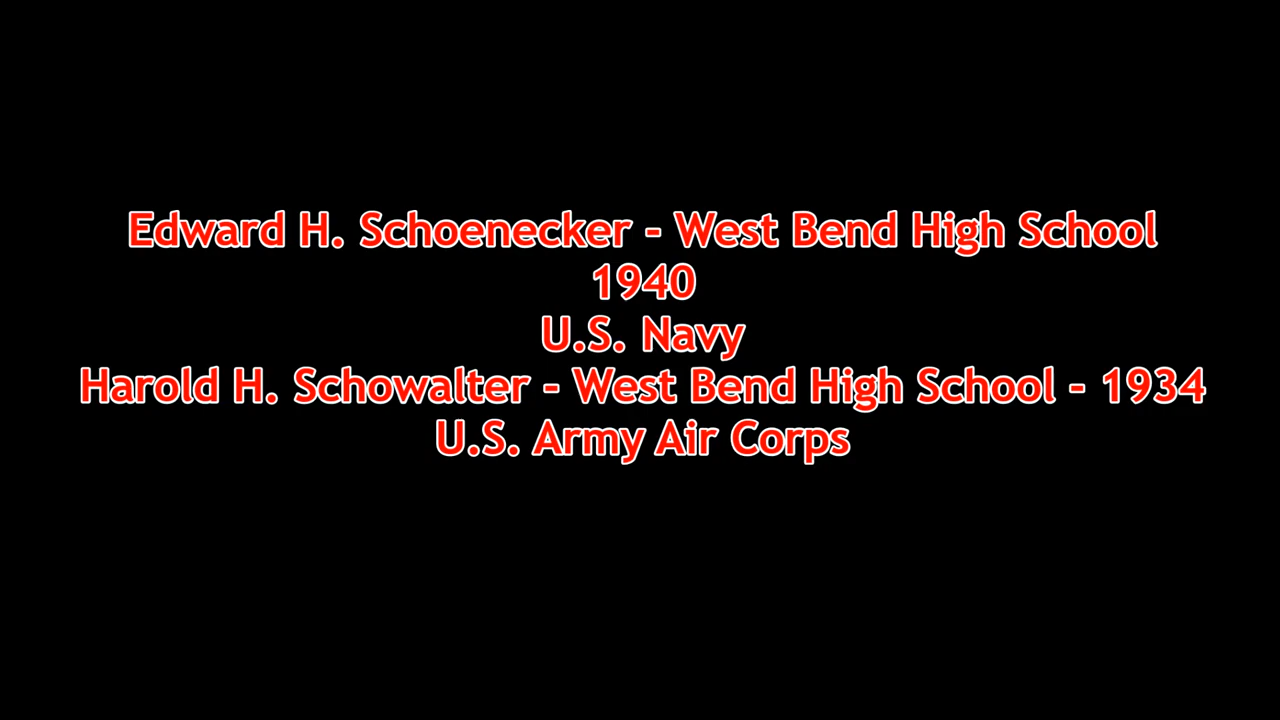 Edward H. Schoenecker - West Bend High School
1940
U.S. Navy
Harold H. Schowalter - West Bend High School - 1934
U.S. Army Air Corps